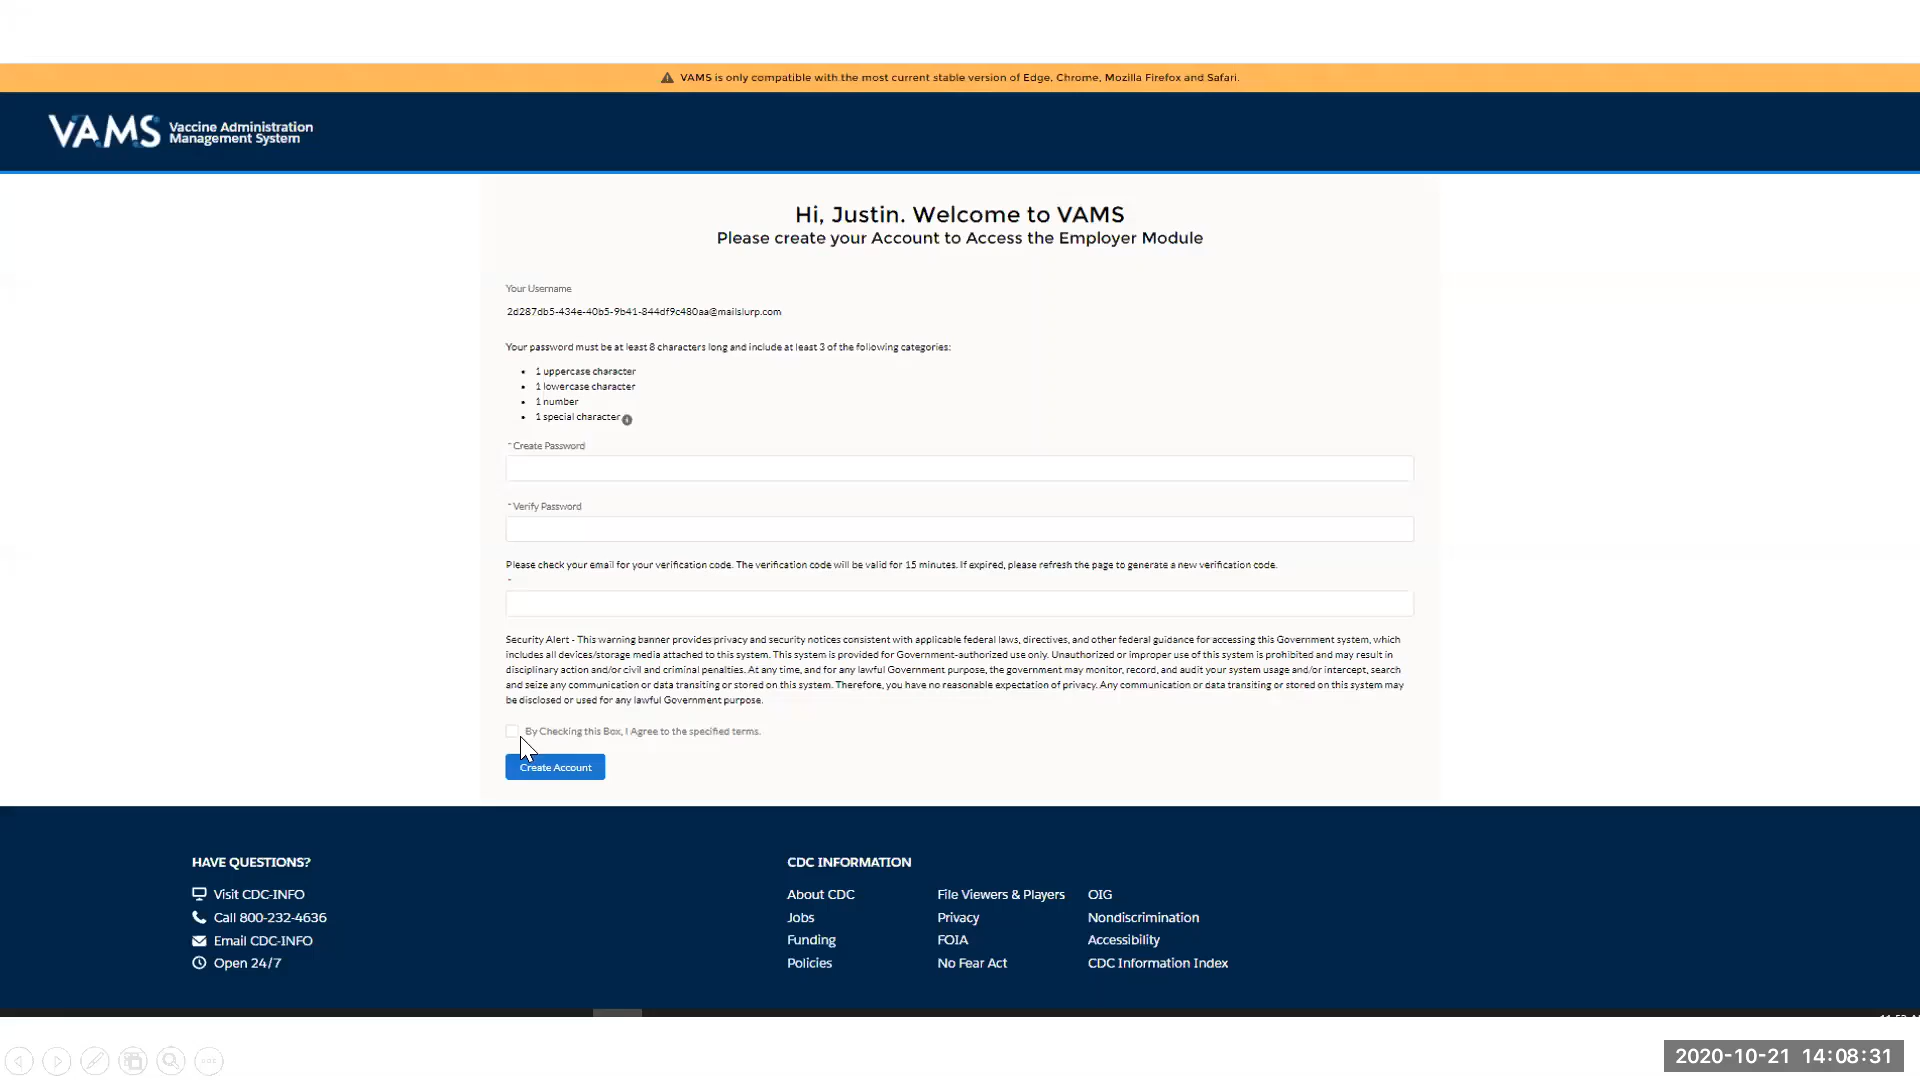 VAMS is only compatible with the most current stable version of Edge, Chrome, Mozilla Firefox and Safari.
VAMS Vaccine Administration
Management System
Hi, Justin. Welcome to VAMS
Please create your Account to Access the Employer Module
Your Username
2d287db5-434e-40b5-9b41-844df9c480aa@mailslurp.com
Your password must be at least 8 characters long and include at least 3 of the following categories:
• 1 uppercase character
• 1 lowercase character
• 1 number
• 1 special character
* Create Password
* Verify Password
Please check your email for your verification code. The verification code will be valid for 15 minutes. If expired, please refresh the page to generate a new verification code.
*
Security Alert - This warning banner provides privacy and security notices consistent with applicable federal laws, directives, and other federal guidance for accessing this Government system, which
includes all devices/storage media attached to this system. This system is provided for Government-authorized use only. Unauthorized or improper use of this system is prohibited and may result in
disciplinary action and/or civil and criminal penalties. At any time, and for any lawful Government purpose, the government may monitor, record, and audit your system usage and/or intercept, search
and seize any communication or data transiting or stored on this system. Therefore, you have no reasonable expectation of privacy. Any communication or data transiting or stored on this system may
be disclosed or used for any lawful Government purpose.
By Checking this Box, I Agree to the specified terms.
Create Account
HAVE QUESTIONS?
Visit CDC-INFO
Call 800-232-4636
Email CDC-INFO
Open 24/7
CDC INFORMATION
About CDC
Jobs
Funding
Policies
File Viewers & Players
Privacy
FOIA
No Fear Act
OIG
Nondiscrimination
Accessibility
CDC Information Index
2020-10-21 14:08:31